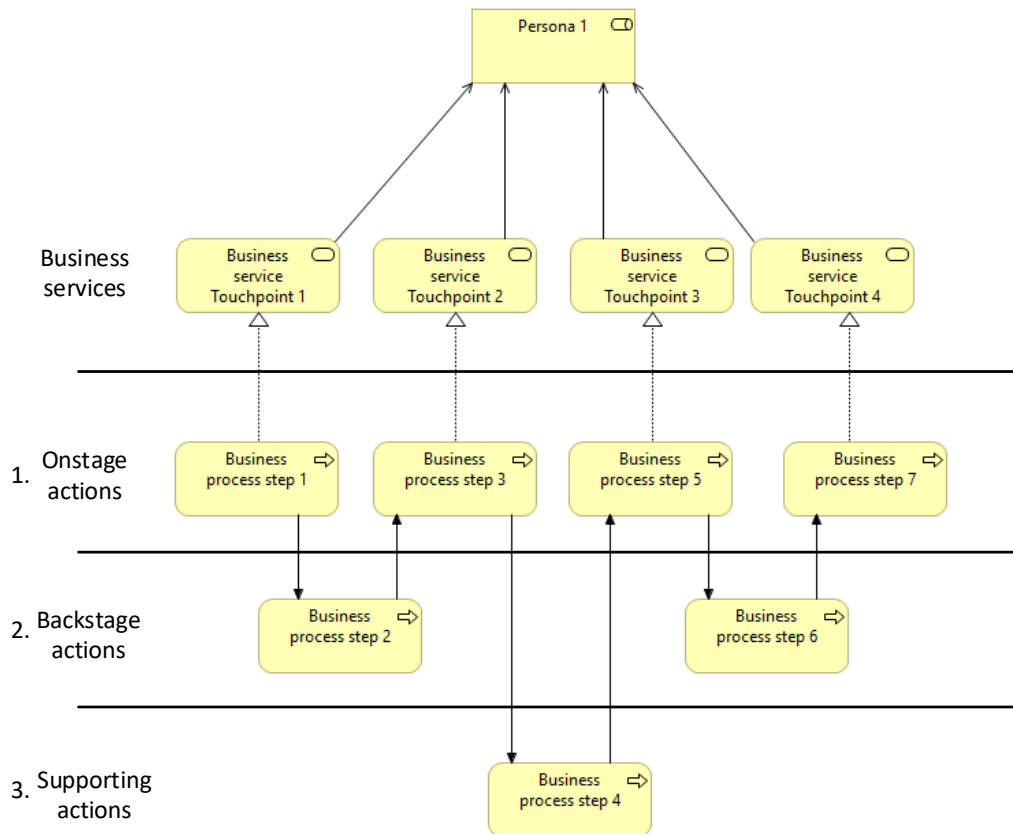 Persona 1
Business
services
Business
service
Touchpoint 1
Business
service
Touchpoint 2
Business
service
Touchpoint 3
Business
service
Touchpoint 4
1. Onstage
actions
Business
process step 1
Business
process step 3
Business
process step 5
Business
process step 7
2. Backstage
actions
Business
process step 2
Business
process step 6
3. Supporting
actions
Business
process step 4